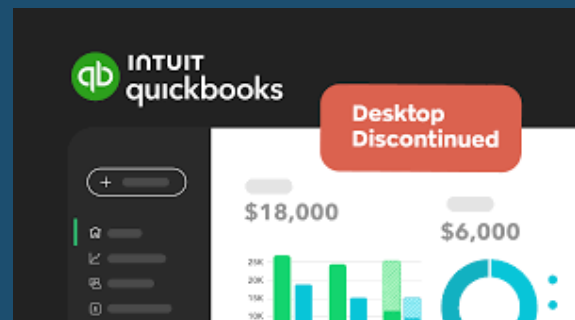 INTUIT
quickbooks
Desktop
Discontinued
$18,000
$6,000
25K
20K
15K
10K